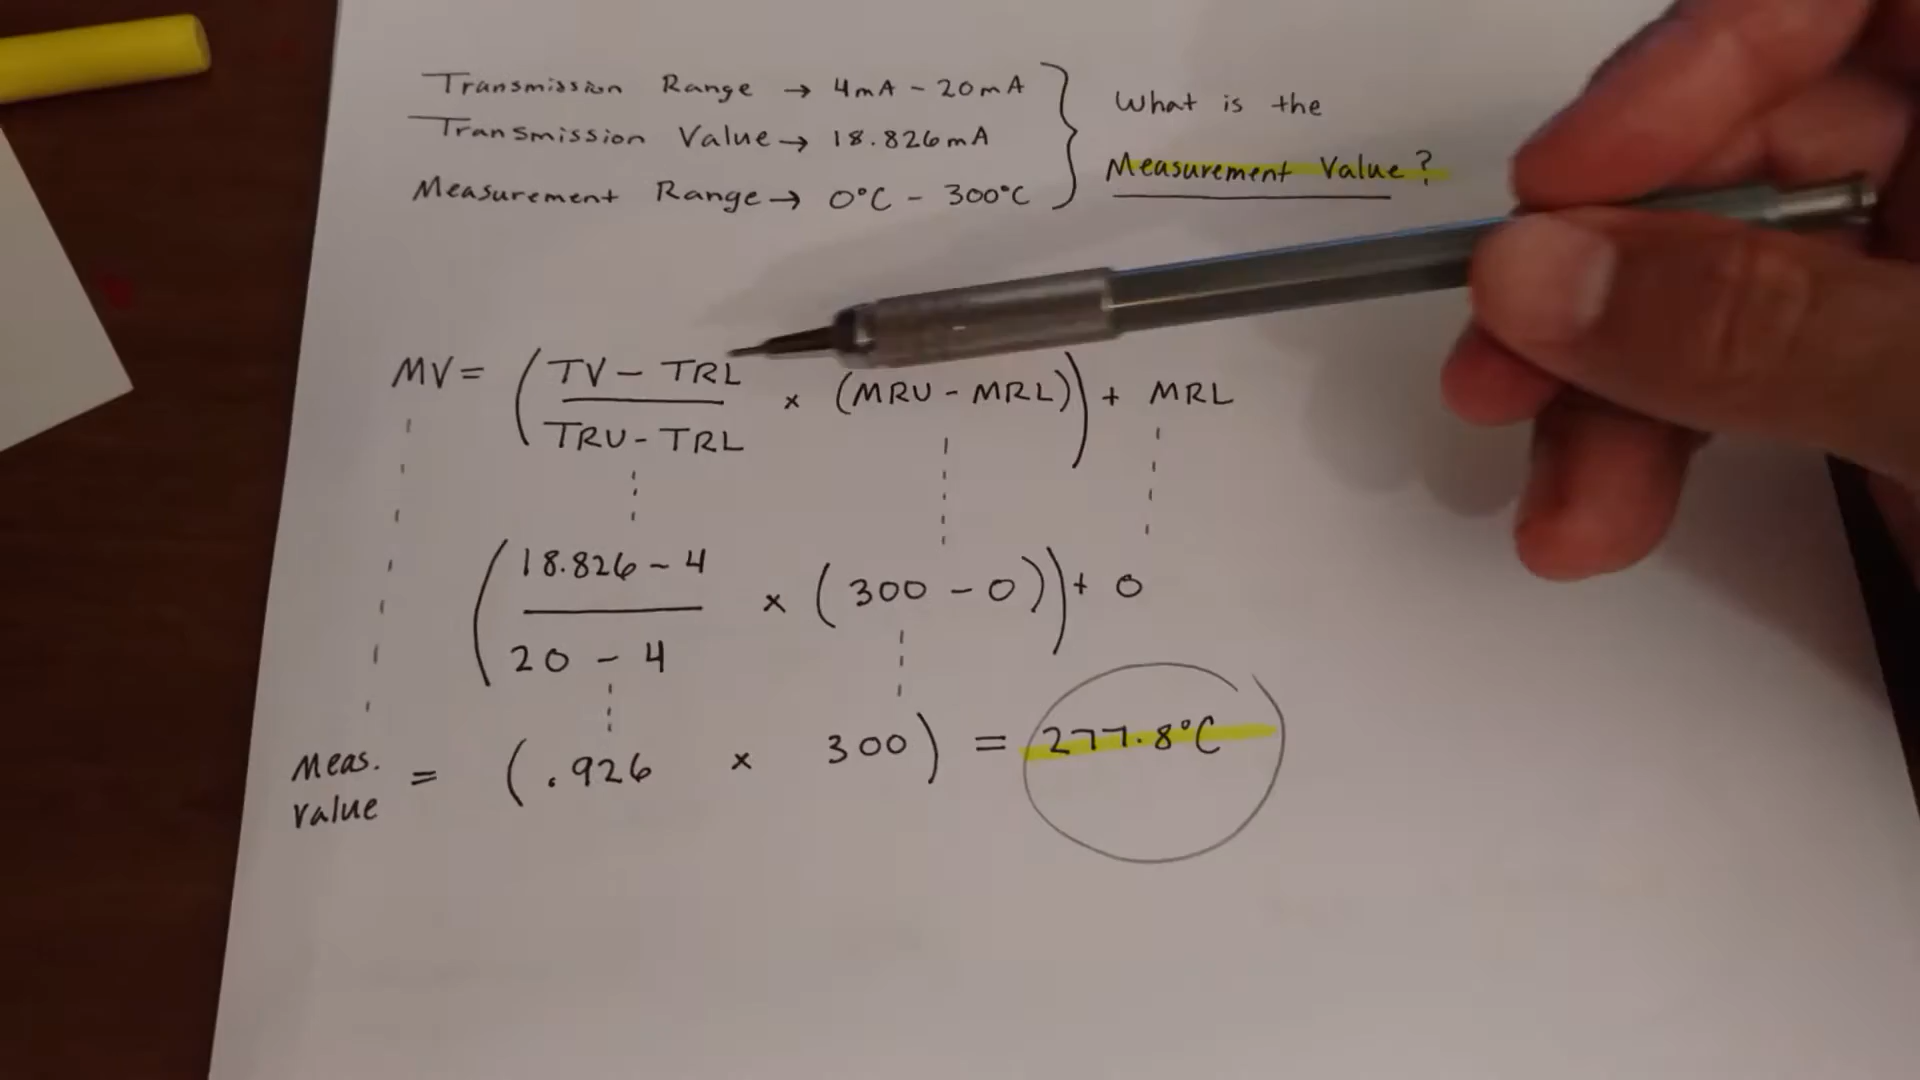 Transmission Range → 4mA - 20mA
Transmission Value → 18.826mA
Measurement Range → 0°C - 300°C
What is the
Measurement Value?
MV = (TV - TRL / TRU - TRL × (MRU - MRL)) + MRL
(18.826 - 4 / 20 - 4 × (300 - 0)) + 0
Meas. value = (.926 × 300) = 277.8°C